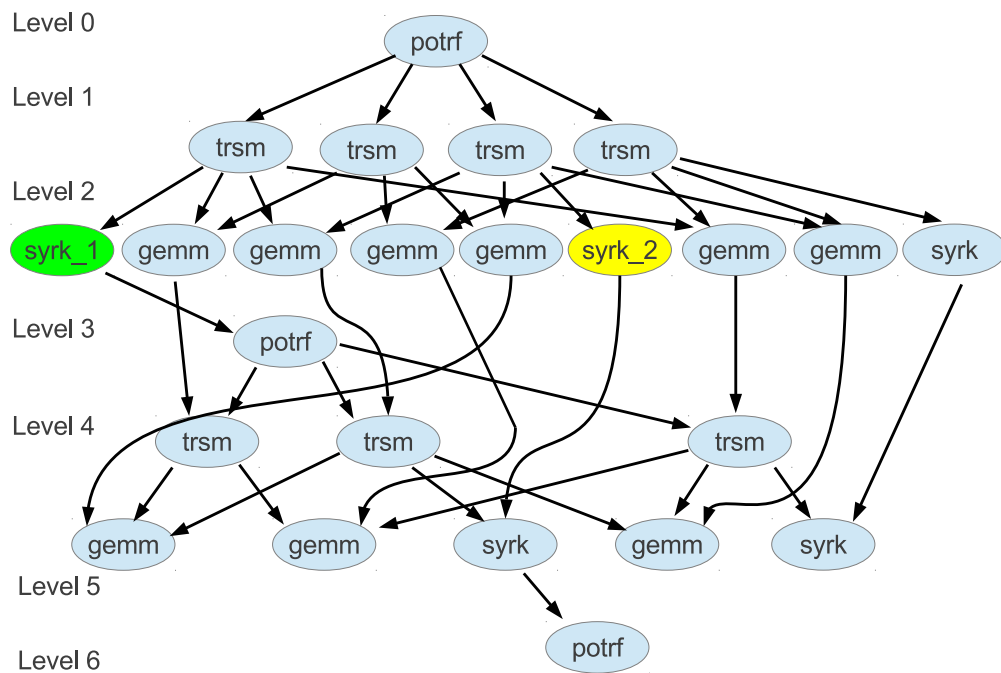 Level 0
potrf
Level 1
trsm trsm trsm trsm
Level 2
syrk_1 gemm gemm gemm gemm syrk_2 gemm gemm syrk
Level 3
potrf
Level 4
trsm trsm trsm
gemm gemm syrk gemm syrk
Level 5
potrf
Level 6